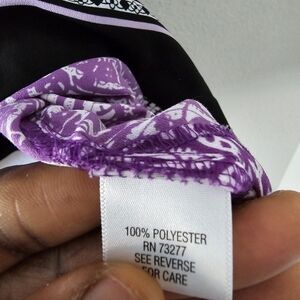 100% POLYESTER
RN 73277
SEE REVERSE
FOR CARE